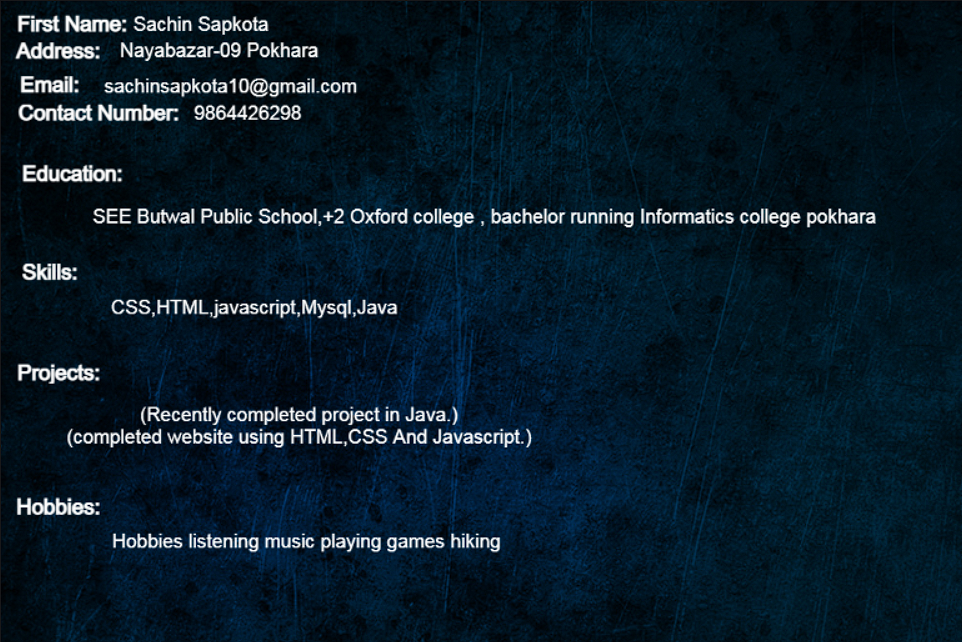 First Name: Sachin Sapkota
Address: Nayabazar-09 Pokhara
Email: sachinsapkota10@gmail.com
Contact Number: 9864426298
Education:
SEE Butwal Public School,+2 Oxford college , bachelor running Informatics college pokhara
Skills:
CSS,HTML,javascript,Mysql,Java
Projects:
(Recently completed project in Java.)
(completed website using HTML,CSS And Javascript.)
Hobbies:
Hobbies listening music playing games hiking